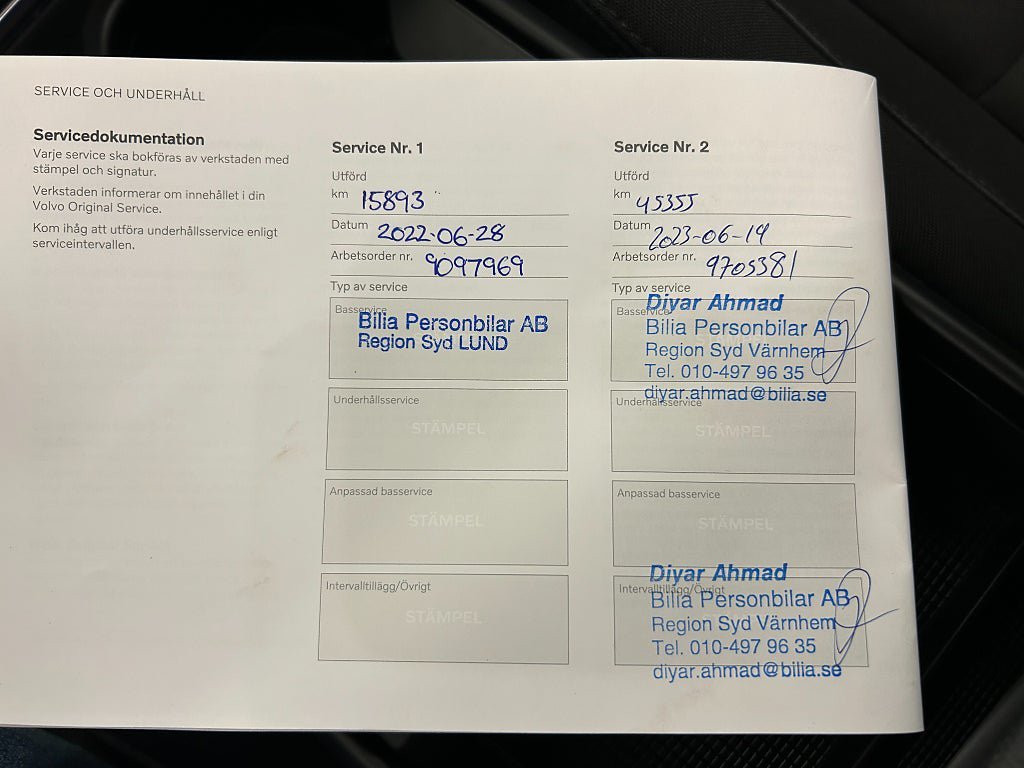 SERVICE OCH UNDERHÅLL
Servicedokumentation
Varje service ska bokföras av verkstaden med
stämpel och signatur.
Verkstaden informerar om innehållet i din
Volvo Original Service.
Kom ihåg att utföra underhållsservice enligt
serviceintervallen.
Service Nr. 1
Utförd
km 15893
Datum 2022-06-28
Arbetsorder nr. 9097969
Typ av service
Basservice
Bilia Personbilar AB
Region Syd LUND
Underhållsservice
STÄMPEL
Anpassad basservice
STÄMPEL
Intervalltillägg/Övrigt
STÄMPEL
Service Nr. 2
Utförd
km 45355
Datum 2023-06-14
Arbetsorder nr. 9705381
Typ av service
Diyar Ahmad
Basservice
Bilia Personbilar AB
STÄMPEL
Region Syd Värnhem
Tel. 010-497 96 35
diyar.ahmad@bilia.se
Underhållsservice
STÄMPEL
Anpassad basservice
STÄMPEL
Diyar Ahmad
Intervalltillägg/Övrigt
Bilia Personbilar AB
Region Syd Värnhem
Tel. 010-497 96 35
diyar.ahmad@bilia.se